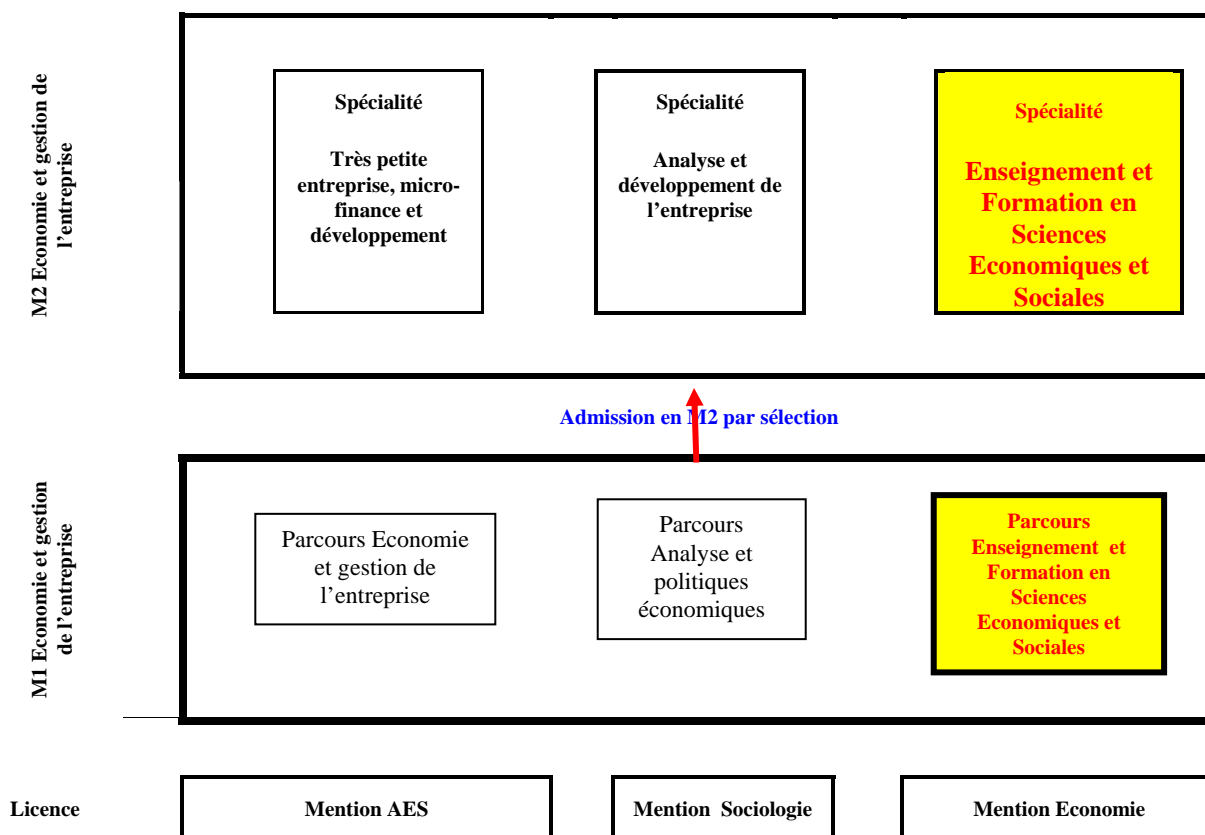 M2 Economie et gestion de
l'entreprise
Spécialité
Très petite
entreprise, micro-
finance et
développement
Spécialité
Analyse et
développement de
l'entreprise
Spécialité
Enseignement et
Formation en
Sciences
Economiques et
Sociales
Admission en M2 par sélection
M1 Economie et gestion
de l'entreprise
Parcours Economie
et gestion de
l'entreprise
Parcours
Analyse et
politiques
économiques
Parcours
Enseignement et
Formation en
Sciences
Economiques et
Sociales
Licence
Mention AES
Mention Sociologie
Mention Economie